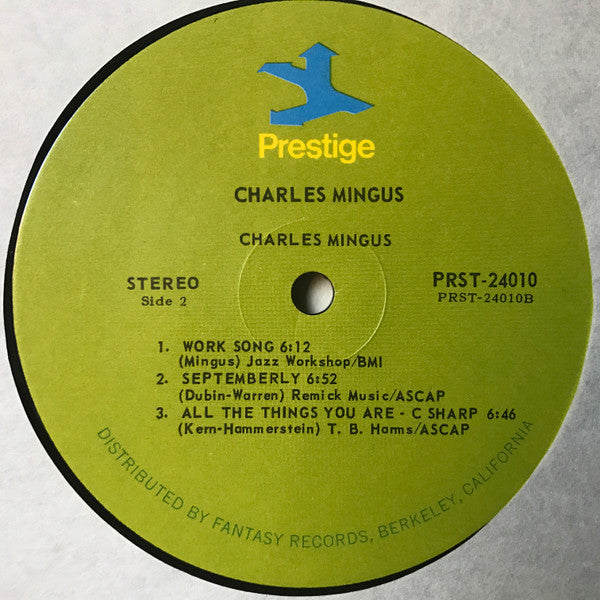 Prestige
CHARLES MINGUS
CHARLES MINGUS
STEREO
Side 2
PRST-24010
PRST-24010B
1. WORK SONG 6:12
(Mingus) Jazz Workshop/BMI
2. SEPTEMBERLY 6:52
(Dubin-Warren) Remick Music/ASCAP
3. ALL THE THINGS YOU ARE - C SHARP 6:46
(Kern-Hammerstein) T. B. Harms/ASCAP
DISTRIBUTED BY FANTASY RECORDS, BERKELEY, CALIFORNIA